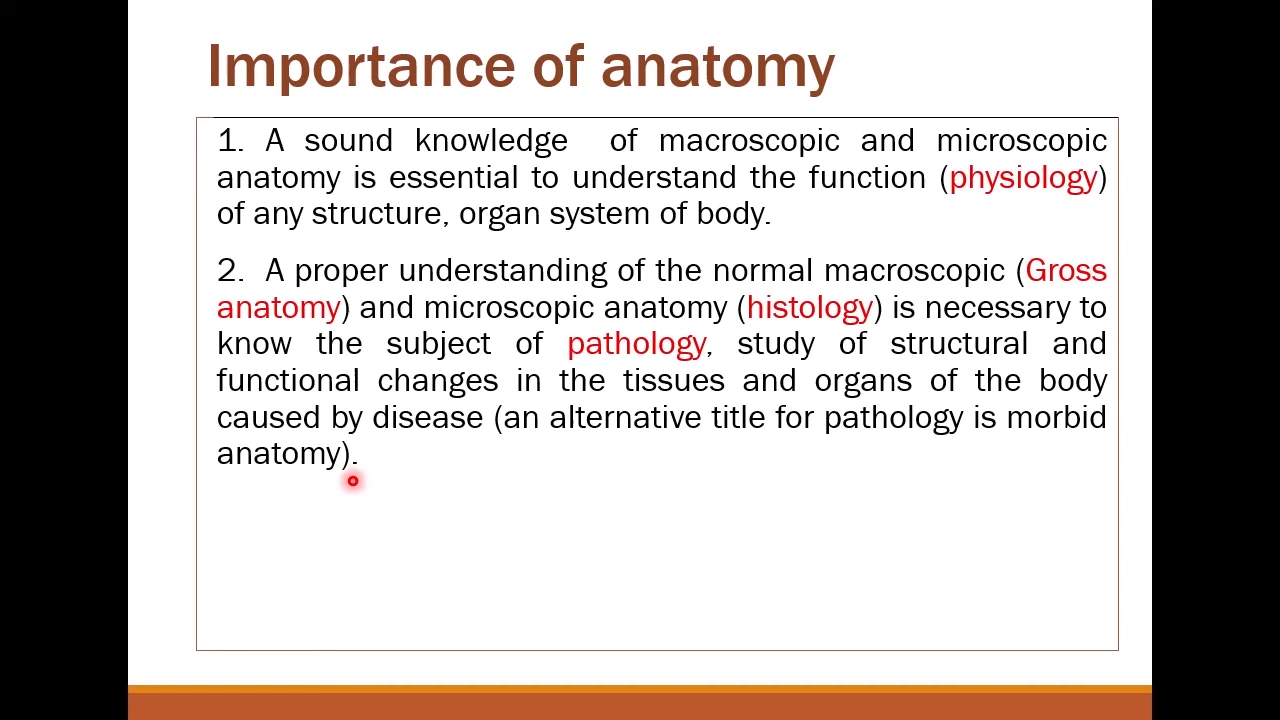 Importance of anatomy
1. A sound knowledge of macroscopic and microscopic
anatomy is essential to understand the function (physiology)
of any structure, organ system of body.
2. A proper understanding of the normal macroscopic (Gross
anatomy) and microscopic anatomy (histology) is necessary to
know the subject of pathology, study of structural and
functional changes in the tissues and organs of the body
caused by disease (an alternative title for pathology is morbid
anatomy).